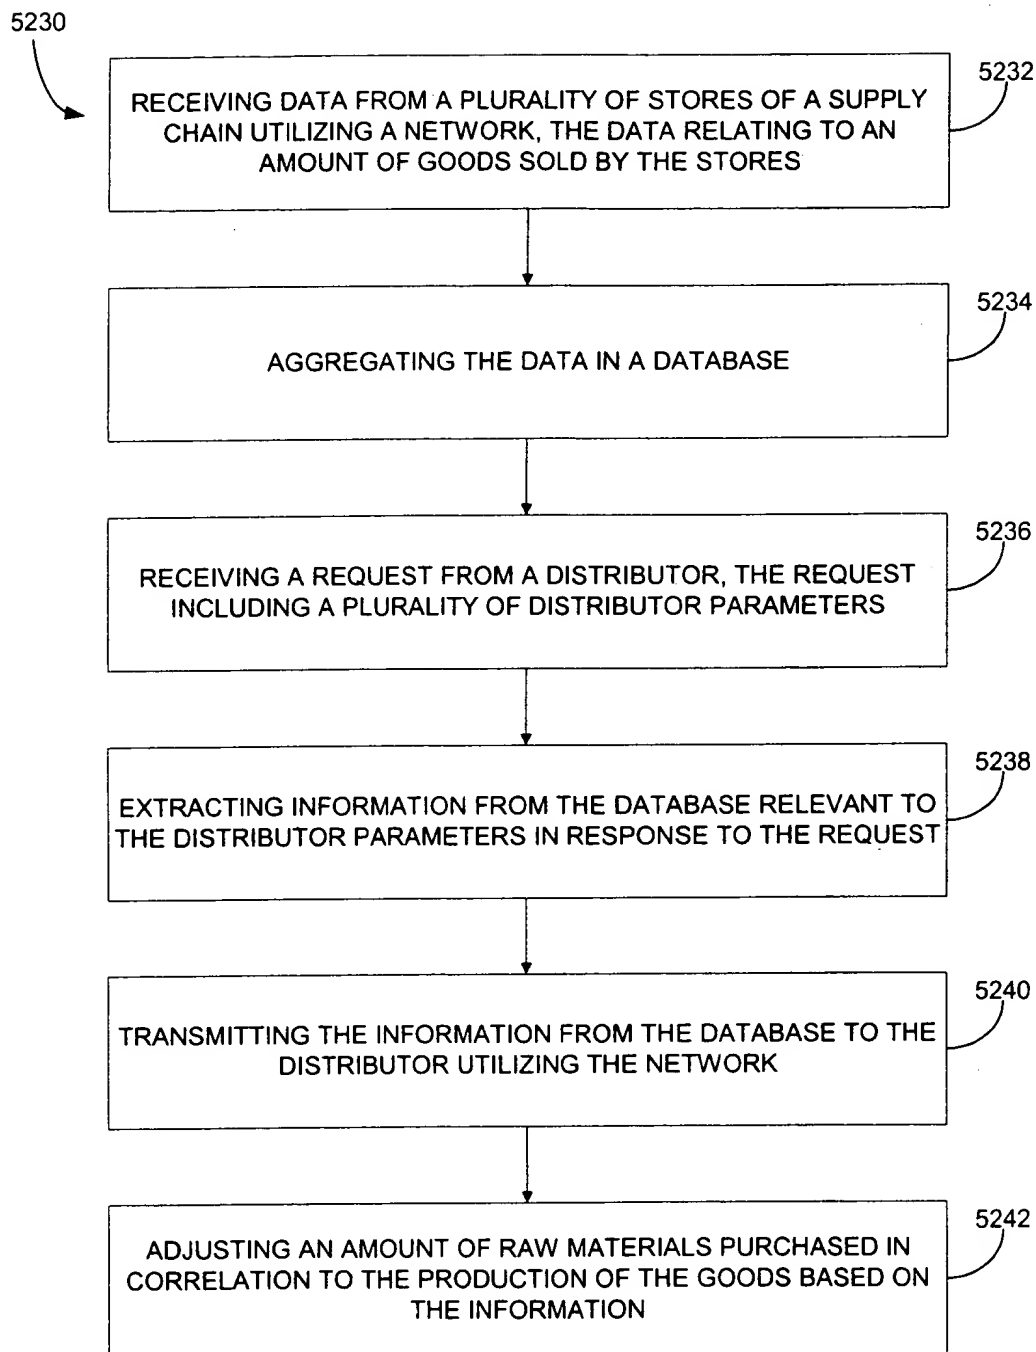 5230
5232
RECEIVING DATA FROM A PLURALITY OF STORES OF A SUPPLY
CHAIN UTILIZING A NETWORK, THE DATA RELATING TO AN
AMOUNT OF GOODS SOLD BY THE STORES
5234
AGGREGATING THE DATA IN A DATABASE
5236
RECEIVING A REQUEST FROM A DISTRIBUTOR, THE REQUEST
INCLUDING A PLURALITY OF DISTRIBUTOR PARAMETERS
5238
EXTRACTING INFORMATION FROM THE DATABASE RELEVANT TO
THE DISTRIBUTOR PARAMETERS IN RESPONSE TO THE REQUEST
5240
TRANSMITTING THE INFORMATION FROM THE DATABASE TO THE
DISTRIBUTOR UTILIZING THE NETWORK
5242
ADJUSTING AN AMOUNT OF RAW MATERIALS PURCHASED IN
CORRELATION TO THE PRODUCTION OF THE GOODS BASED ON
THE INFORMATION